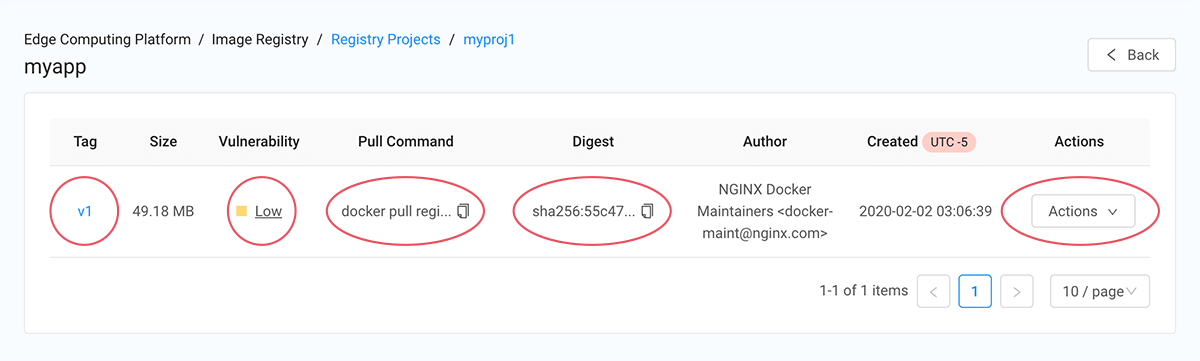 Edge Computing Platform / Image Registry / Registry Projects / myproj1
myapp
Back
Tag Size Vulnerability Pull Command Digest Author Created UTC -5 Actions
v1 49.18 MB Low docker pull regi... sha256:55c47... NGINX Docker
Maintainers <docker-
maint@nginx.com> 2020-02-02 03:06:39 Actions
1-1 of 1 items < 1 > 10 / page